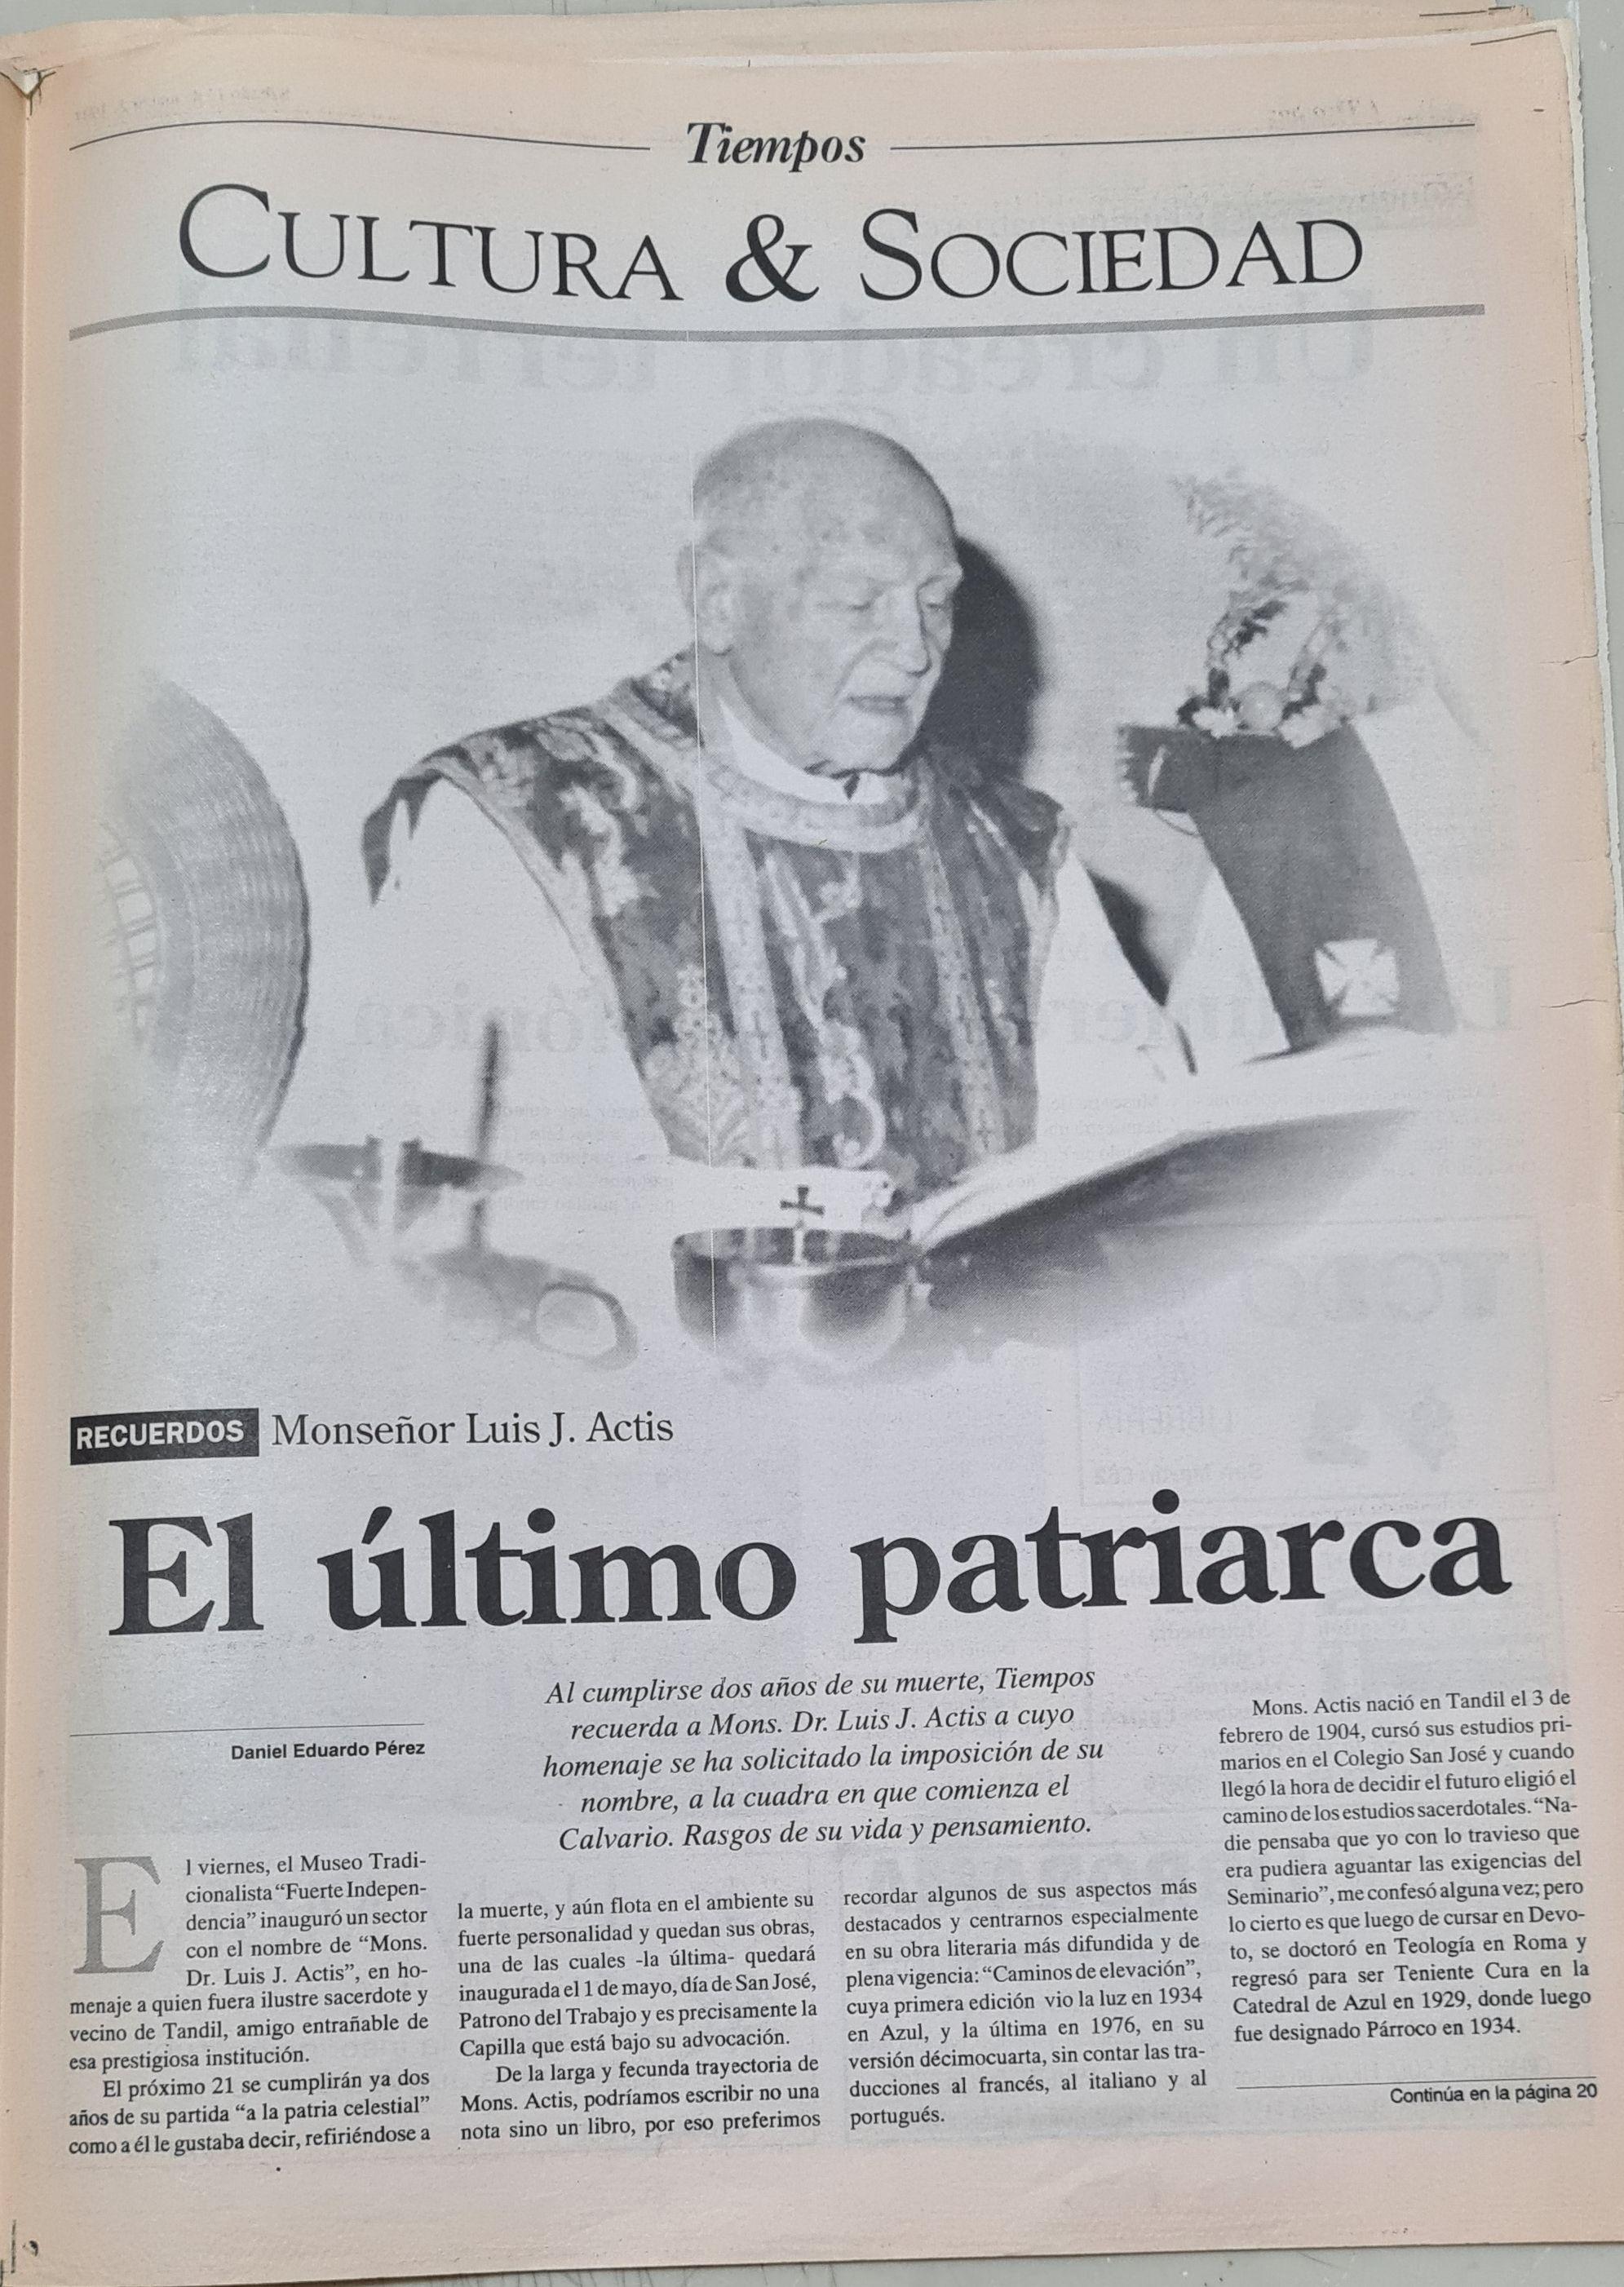 Tiempos
CULTURA & SOCIEDAD
RECUERDOS Monseñor Luis J. Actis
El último patriarca
Daniel Eduardo Pérez
Al cumplirse dos años de su muerte, Tiempos
recuerda a Mons. Dr. Luis J. Actis a cuyo
homenaje se ha solicitado la imposición de su
nombre, a la cuadra en que comienza el
Calvario. Rasgos de su vida y pensamiento.
El viernes, el Museo Tradi-
cionalista “Fuerte Indepen-
dencia” inauguró un sector
con el nombre de “Mons.
Dr. Luis J. Actis”, en ho-
menaje a quien fuera ilustre sacerdote y
vecino de Tandil, amigo entrañable de
esa prestigiosa institución.
El próximo 21 se cumplirán ya dos
años de su partida “a la patria celestial”
como a él le gustaba decir, refiriéndose a
la muerte, y aún flota en el ambiente su
fuerte personalidad y quedan sus obras,
una de las cuales -la última- quedará
inaugurada el 1 de mayo, día de San José,
Patrono del Trabajo y es precisamente la
Capilla que está bajo su advocación.
De la larga y fecunda trayectoria de
Mons. Actis, podríamos escribir no una
nota sino un libro, por eso preferimos
recordar algunos de sus aspectos más
destacados y centrarnos especialmente
en su obra literaria más difundida y de
plena vigencia: “Caminos de elevación”,
cuya primera edición vio la luz en 1934
en Azul, y la última en 1976, en su
versión décimocuarta, sin contar las tra-
ducciones al francés, al italiano y al
portugués.
Mons. Actis nació en Tandil el 3 de
febrero de 1904, cursó sus estudios pri-
marios en el Colegio San José y cuando
llegó la hora de decidir el futuro eligió el
camino de los estudios sacerdotales. “Na-
die pensaba que yo con lo travieso que
era pudiera aguantar las exigencias del
Seminario”, me confesó alguna vez; pero
lo cierto es que luego de cursar en Devo-
to, se doctoró en Teología en Roma y
regresó para ser Teniente Cura en la
Catedral de Azul en 1929, donde luego
fue designado Párroco en 1934.
Continúa en la página 20